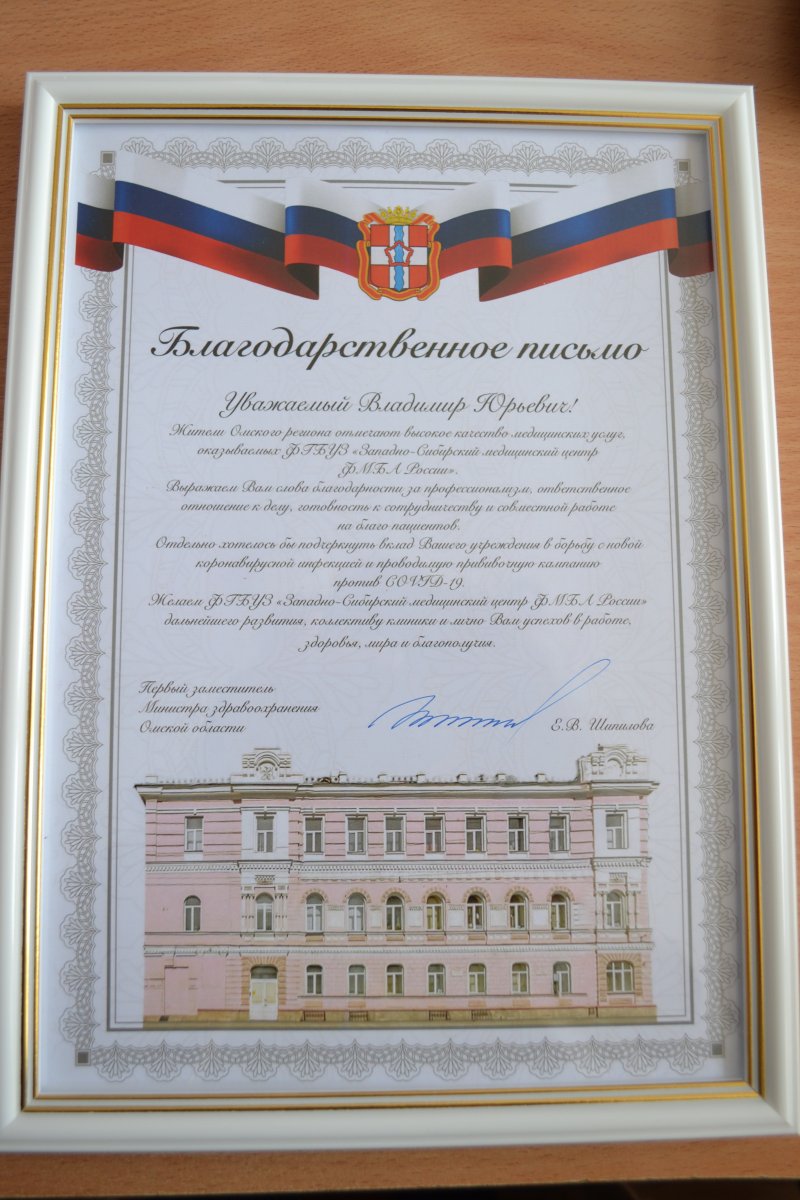 Благодарственное письмо
Уважаемый Владимир Юрьевич!
Жители Омского региона отмечают высокое качество медицинских услуг,
оказываемых ФГБУЗ «Западно-Сибирский медицинский центр
ФМБА России».
Выражаем Вам слова благодарности за профессионализм, ответственное
отношение к делу, готовность к сотрудничеству и совместной работе
на благо пациентов.
Отдельно хотелось бы подчеркнуть вклад Вашего учреждения в борьбу с новой
коронавирусной инфекцией и проводимую прививочную кампанию
против COVID-19.
Желаем ФГБУЗ «Западно-Сибирский медицинский центр ФМБА России»
дальнейшего развития, коллективу клиники и лично Вам успехов в работе,
здоровья, мира и благополучия.
Первый заместитель
Министра здравоохранения
Омской области Е.В. Шипилова